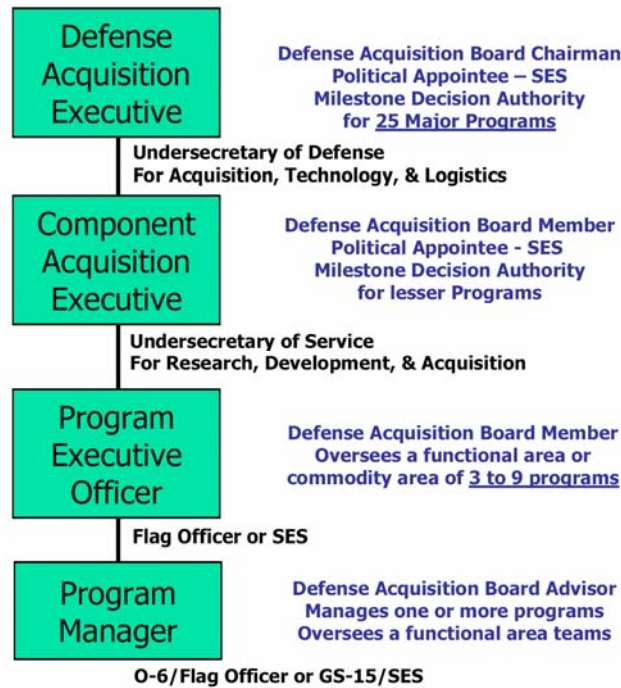 Defense
Acquisition
Executive
Defense Acquisition Board Chairman
Political Appointee – SES
Milestone Decision Authority
for 25 Major Programs
Undersecretary of Defense
For Acquisition, Technology, & Logistics
Component
Acquisition
Executive
Defense Acquisition Board Member
Political Appointee - SES
Milestone Decision Authority
for lesser Programs
Undersecretary of Service
For Research, Development, & Acquisition
Program
Executive
Officer
Defense Acquisition Board Member
Oversees a functional area or
commodity area of 3 to 9 programs
Flag Officer or SES
Program
Manager
Defense Acquisition Board Advisor
Manages one or more programs
Oversees a functional area teams
O-6/Flag Officer or GS-15/SES